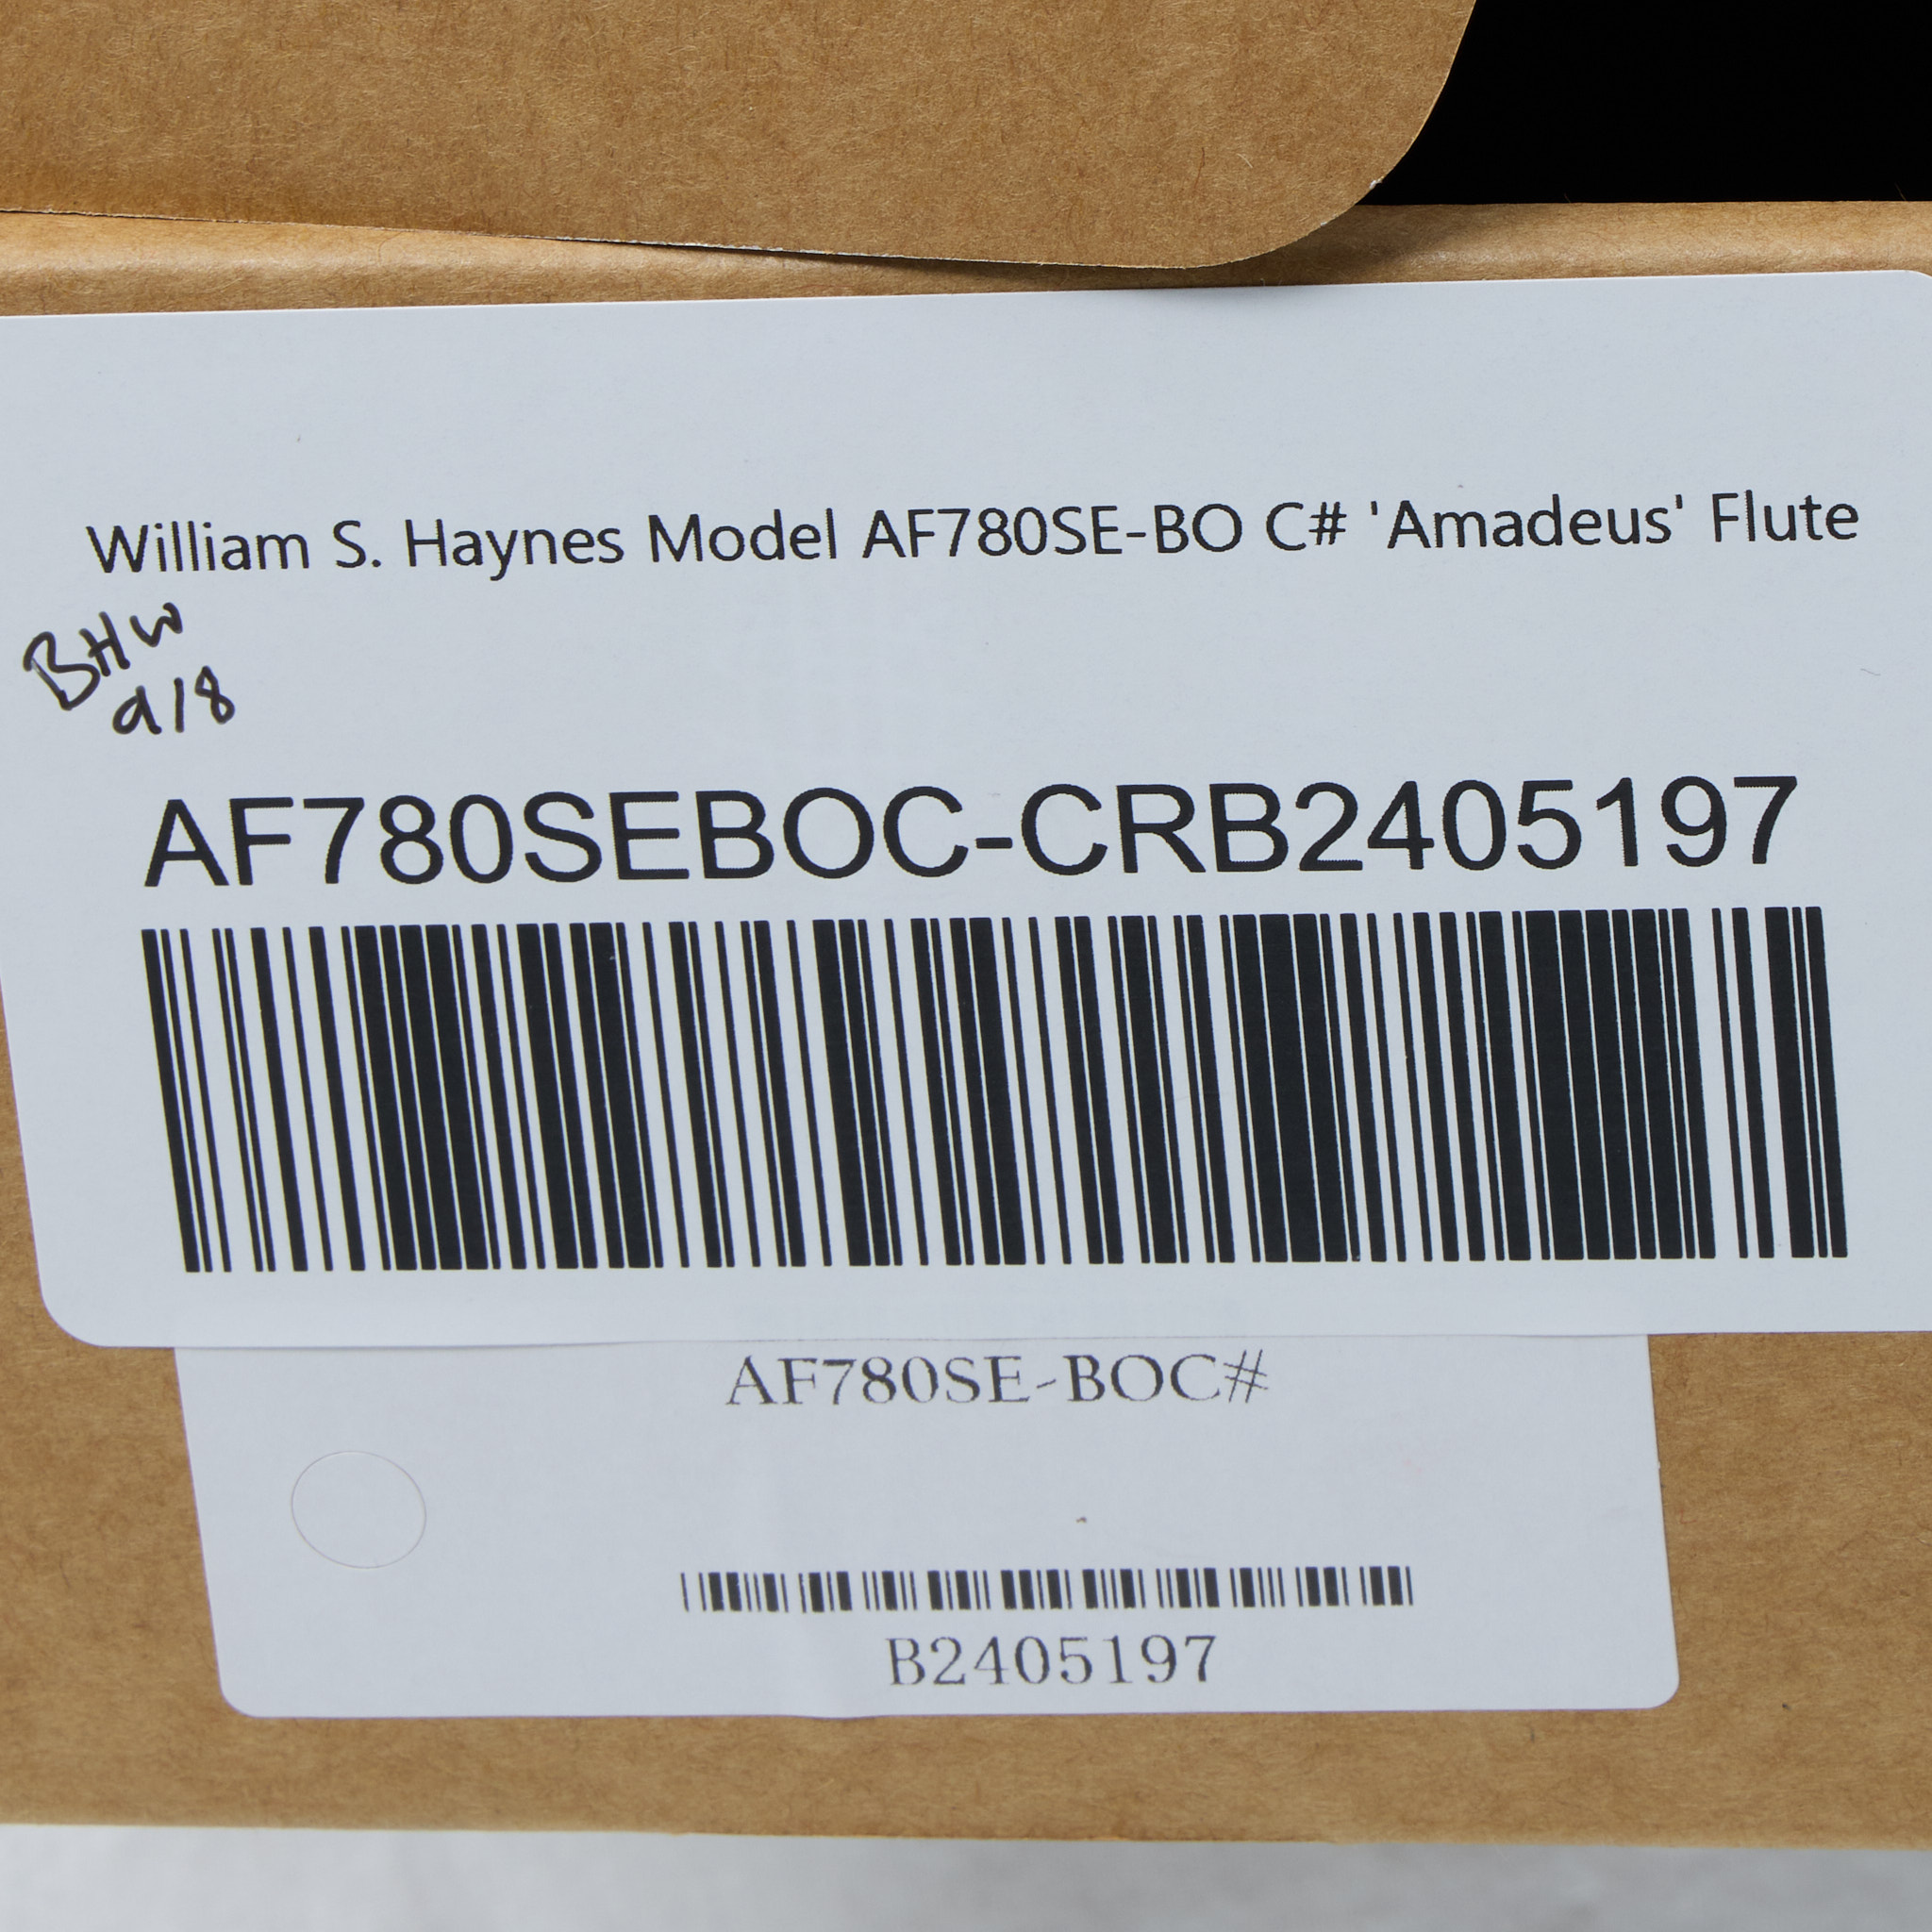 William S. Haynes Model AF780SE-BO C# 'Amadeus' Flute
BHW
9/8
AF780SEBOC-CRB2405197
AF780SE-BOC#
B2405197